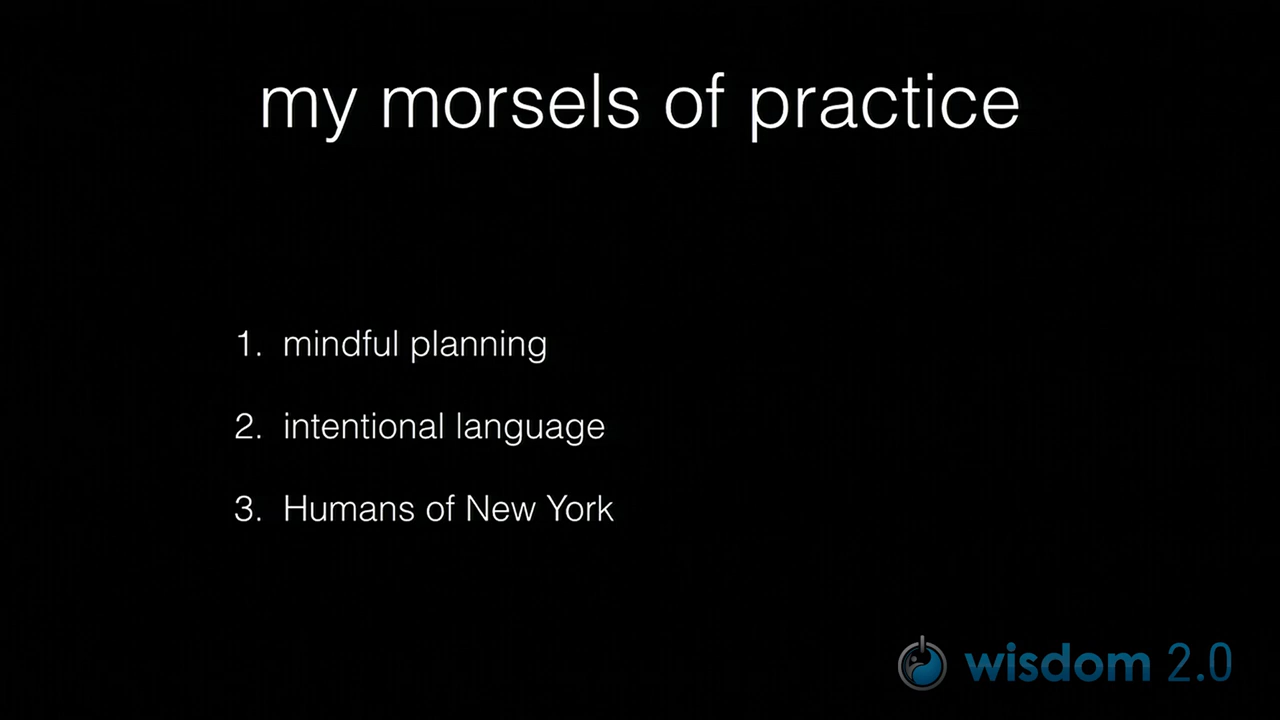 my morsels of practice
1. mindful planning
2. intentional language
3. Humans of New York
wisdom 2.0